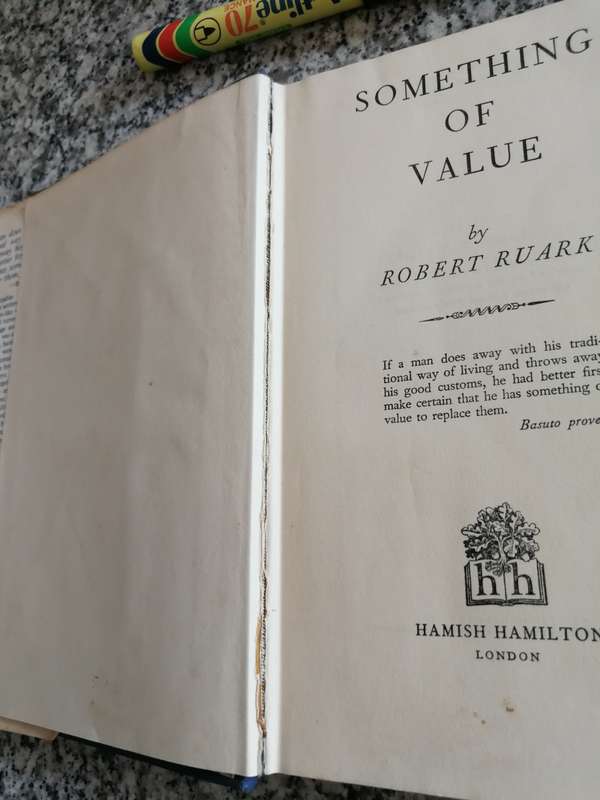 70
SOMETHING
OF
VALUE
by
ROBERT RUARK
If a man does away with his tradi-
tional way of living and throws away
his good customs, he had better firs
make certain that he has something o
value to replace them.
Basuto prove
hh
HAMISH HAMILTON
LONDON